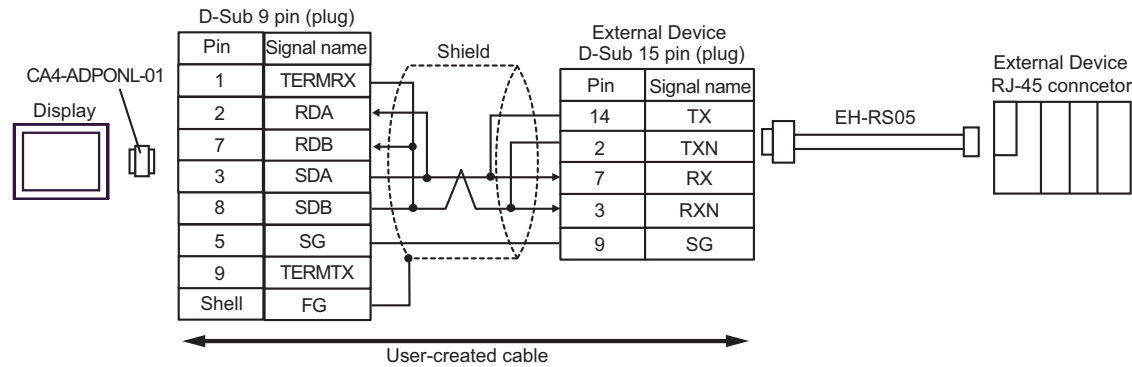 D-Sub 9 pin (plug)
Pin Signal name
1 TERMRX
2 RDA
7 RDB
3 SDA
8 SDB
5 SG
9 TERMTX
Shell FG
CA4-ADPONL-01
Display
Shield
External Device
D-Sub 15 pin (plug)
Pin Signal name
14 TX
2 TXN
7 RX
3 RXN
9 SG
EH-RS05
External Device
RJ-45 conncetor
User-created cable